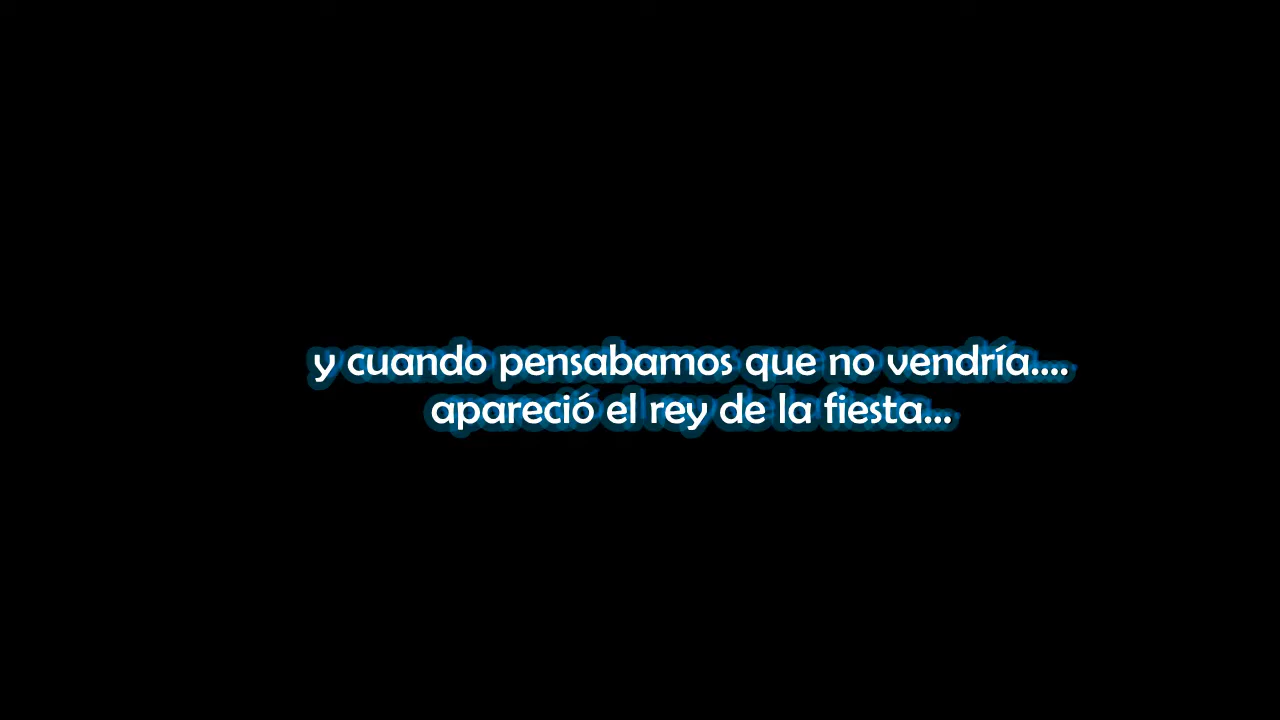 y cuando pensabamos que no vendría....
apareció el rey de la fiesta...